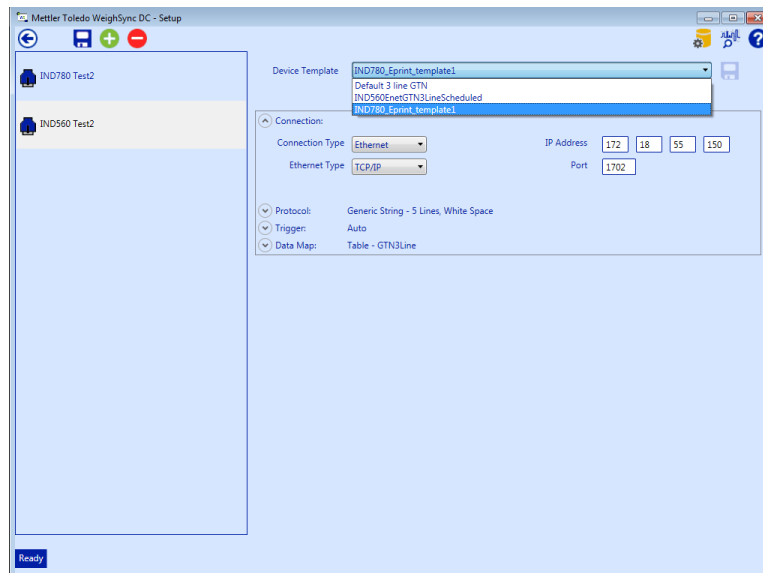 Mettler Toledo WeighSync DC - Setup
IND780 Test2
IND560 Test2
Device Template IND780_Eprint_template1
Default 3 line GTN
IND560EnetGTN3LineScheduled
IND780_Eprint_template1
Connection:
Connection Type Ethernet IP Address 172 18 55 150
Ethernet Type TCP/IP Port 1702
Protocol: Generic String - 5 Lines, White Space
Trigger: Auto
Data Map: Table - GTN3Line
Ready